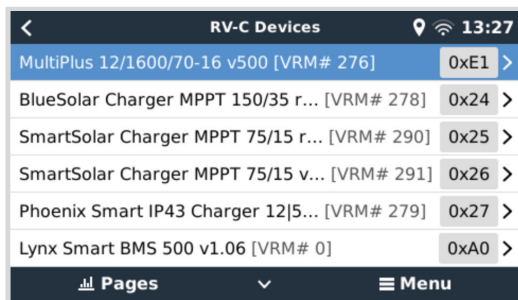 RV-C Devices 13:27
MultiPlus 12/1600/70-16 v500 [VRM# 276] 0xE1
BlueSolar Charger MPPT 150/35 r... [VRM# 278] 0x24
SmartSolar Charger MPPT 75/15 r... [VRM# 290] 0x25
SmartSolar Charger MPPT 75/15 v... [VRM# 291] 0x26
Phoenix Smart IP43 Charger 12|5... [VRM# 279] 0x27
Lynx Smart BMS 500 v1.06 [VRM# 0] 0xA0
Pages Menu